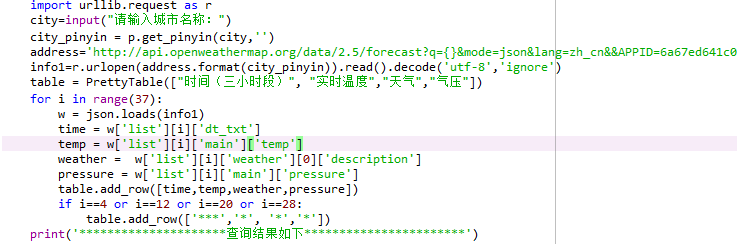 import urllib.request as r
city=input("请输入城市名称: ")
city_pinyin = p.get_pinyin(city,'')
address='http://api.openweathermap.org/data/2.5/forecast?q={}&mode=json&lang=zh_cn&&APPID=6a67ed641c0
info1=r.urlopen(address.format(city_pinyin)).read().decode('utf-8','ignore')
table = PrettyTable(["时间（三小时段）", "实时温度","天气","气压"])
for i in range(37):
    w = json.loads(info1)
    time = w['list'][i]['dt_txt']
    temp = w['list'][i]['main']['temp']
    weather =  w['list'][i]['weather'][0]['description']
    pressure = w['list'][i]['main']['pressure']
    table.add_row([time,temp,weather,pressure])
    if i==4 or i==12 or i==20 or i==28:
        table.add_row(['***','*', '*','*'])
print('*********************查询结果如下***********************')